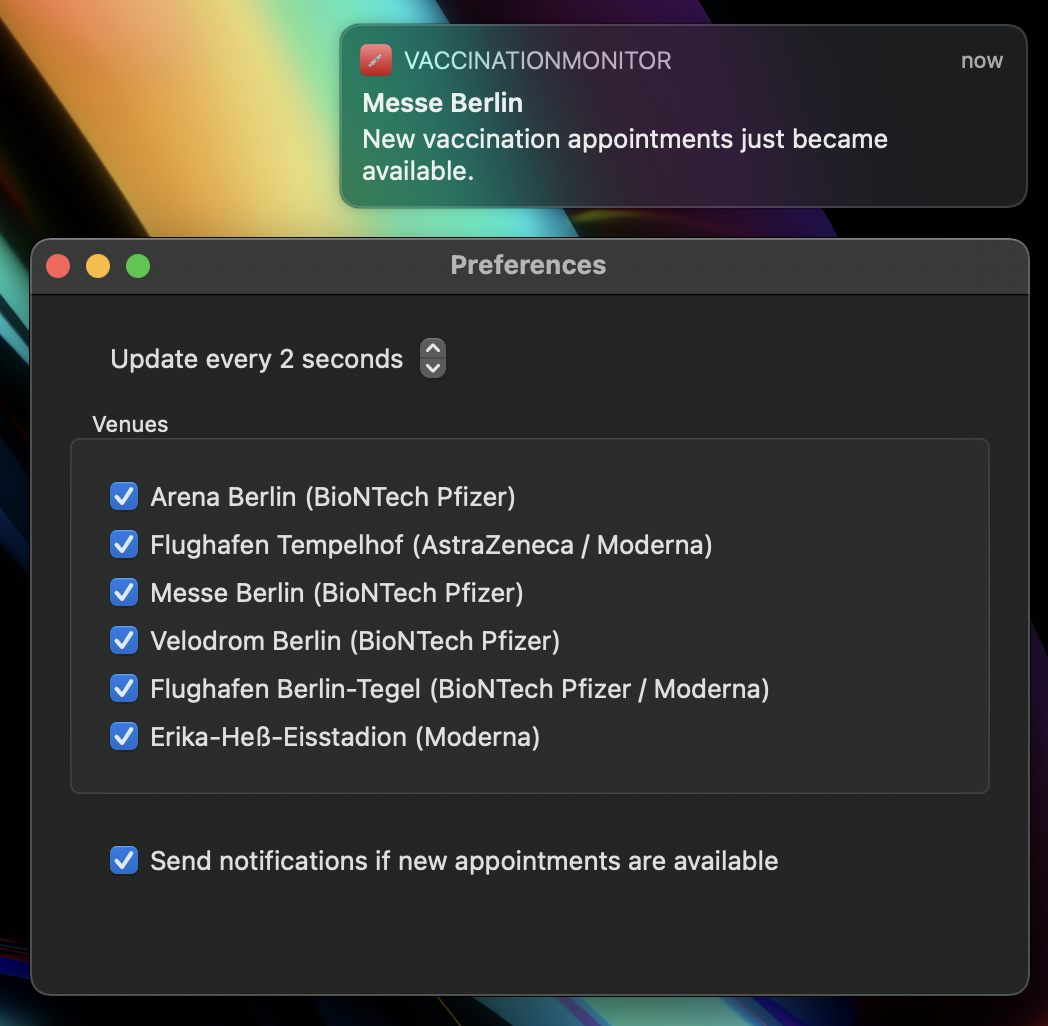 VACCINATIONMONITOR
now
Messe Berlin
New vaccination appointments just became
available.
Preferences
Update every 2 seconds
Venues
Arena Berlin (BioNTech Pfizer)
Flughafen Tempelhof (AstraZeneca / Moderna)
Messe Berlin (BioNTech Pfizer)
Velodrom Berlin (BioNTech Pfizer)
Flughafen Berlin-Tegel (BioNTech Pfizer / Moderna)
Erika-Heß-Eisstadion (Moderna)
Send notifications if new appointments are available